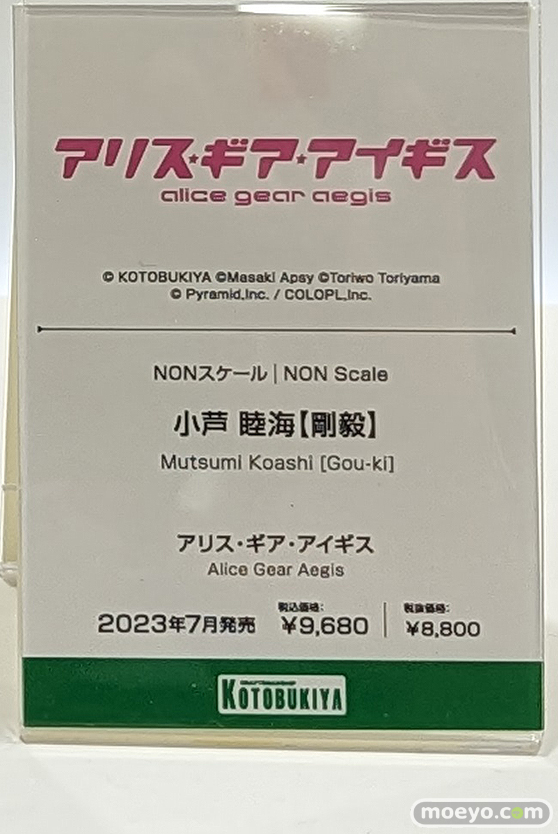 アリス★ギア★アイギス
alice gear aegis
© KOTOBUKIYA ©Masaki Apsy ©Toriwo Toriyama
© Pyramid,Inc. / COLOPL,Inc.
NONスケール | NON Scale
小芦 睦海【剛毅】
Mutsumi Koashi [Gou-ki]
アリス・ギア・アイギス
Alice Gear Aegis
2023年7月発売 税込価格: ¥9,680 | 税抜価格: ¥8,800
KOTOBUKIYA
moeyo.com